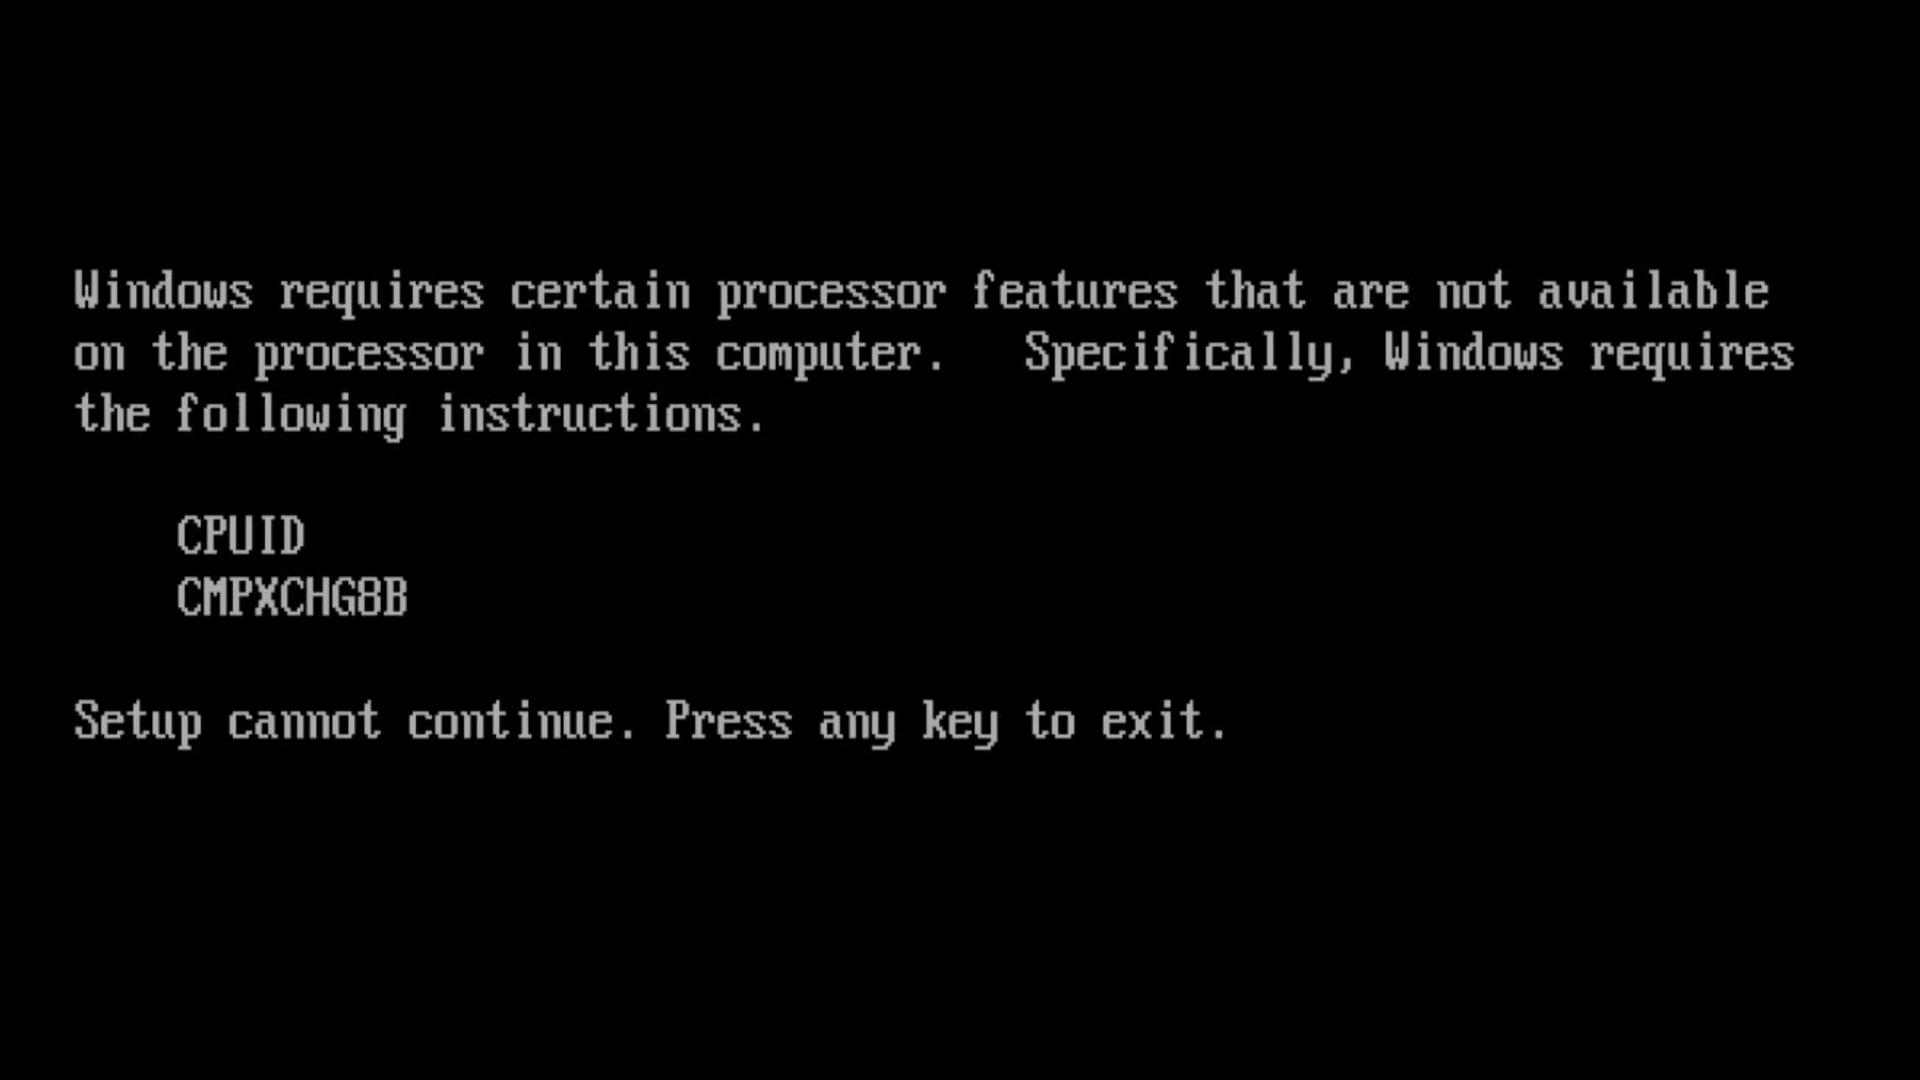 Windows requires certain processor features that are not available
on the processor in this computer.   Specifically, Windows requires
the following instructions.
CPUID
CMPXCHG8B
Setup cannot continue. Press any key to exit.